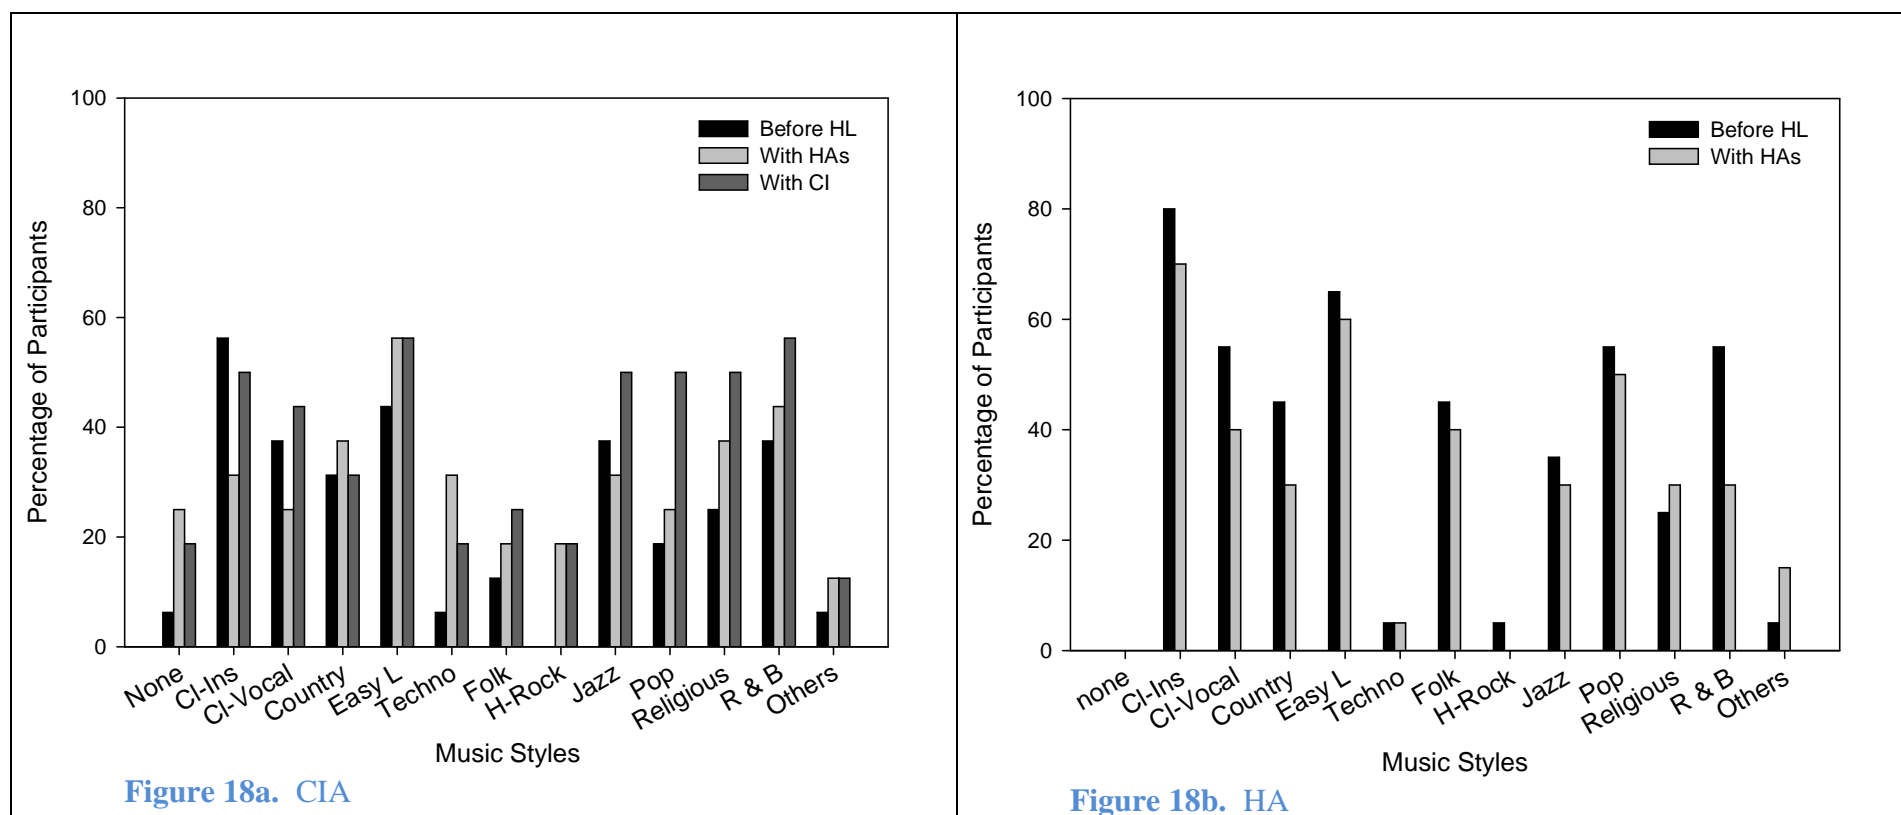 100
80
60
40
20
0
Percentage of Participants
Before HL
With HAs
With CI
None
Cl-Ins
Cl-Vocal
Country
Easy L
Techno
Folk
H-Rock
Jazz
Pop
Religious
R & B
Others
Music Styles
Figure 18a. CIA
100
80
60
40
20
0
Percentage of Participants
Before HL
With HAs
none
Cl-Ins
Cl-Vocal
Country
Easy L
Techno
Folk
H-Rock
Jazz
Pop
Religious
R & B
Others
Music Styles
Figure 18b. HA